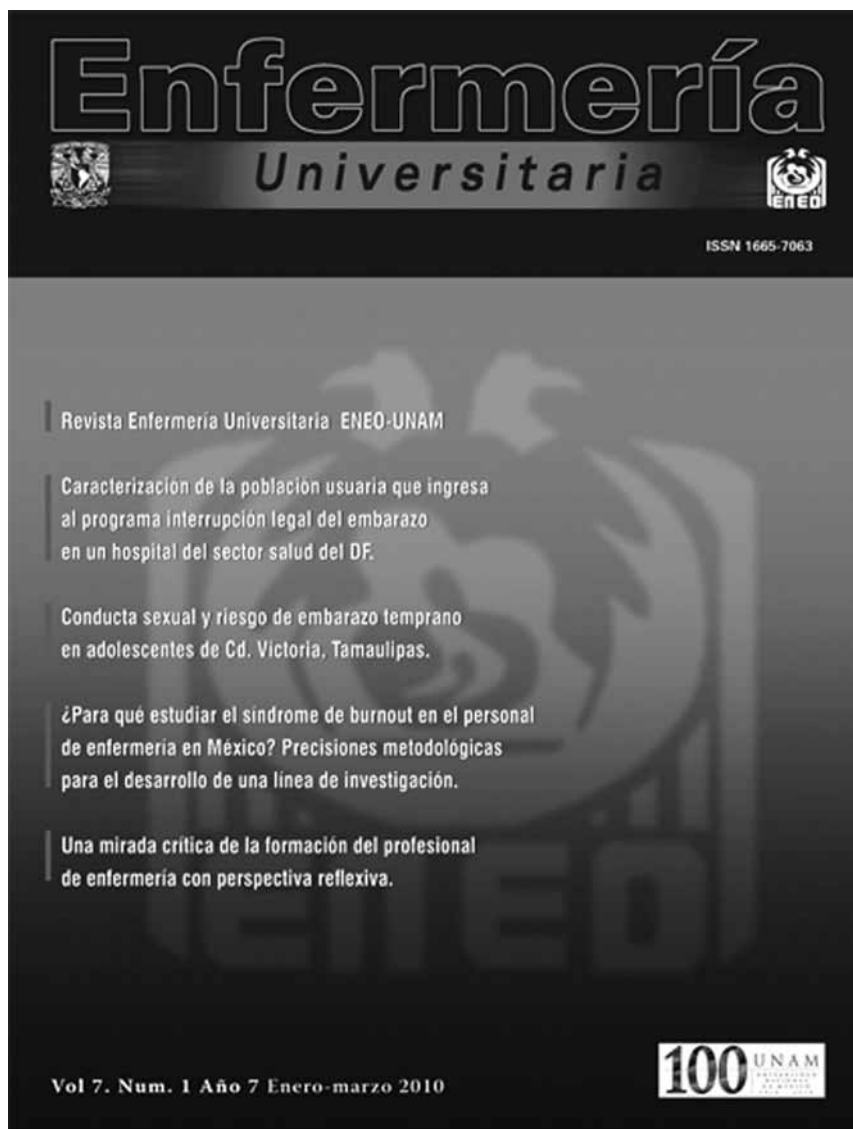 Enfermería
Universitaria
ENEO
ISSN 1665-7063
Revista Enfermería Universitaria ENEO-UNAM
Caracterización de la población usuaria que ingresa
al programa interrupción legal del embarazo
en un hospital del sector salud del DF.
Conducta sexual y riesgo de embarazo temprano
en adolescentes de Cd. Victoria, Tamaulipas.
¿Para qué estudiar el síndrome de burnout en el personal
de enfermería en México? Precisiones metodológicas
para el desarrollo de una línea de investigación.
Una mirada crítica de la formación del profesional
de enfermería con perspectiva reflexiva.
ENEO
Vol 7. Num. 1 Año 7 Enero-marzo 2010
100 UNAM